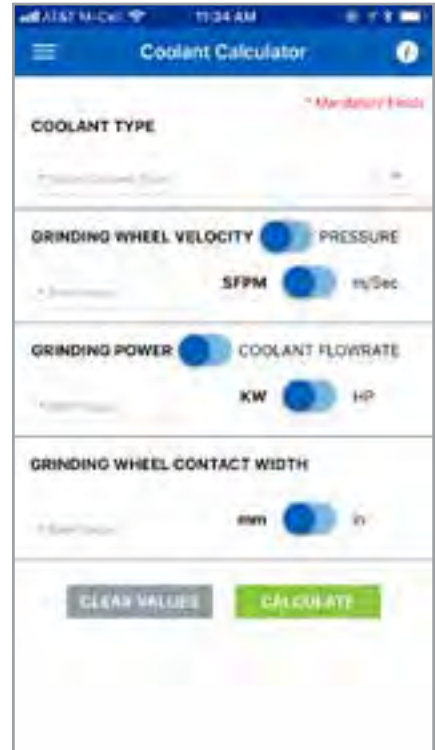 AT&T M-Cell 11:34 AM
Coolant Calculator
* Mandatory Fields
COOLANT TYPE
GRINDING WHEEL VELOCITY PRESSURE
SFPM m/Sec
GRINDING POWER COOLANT FLOWRATE
KW HP
GRINDING WHEEL CONTACT WIDTH
mm in
CLEAR VALUES CALCULATE